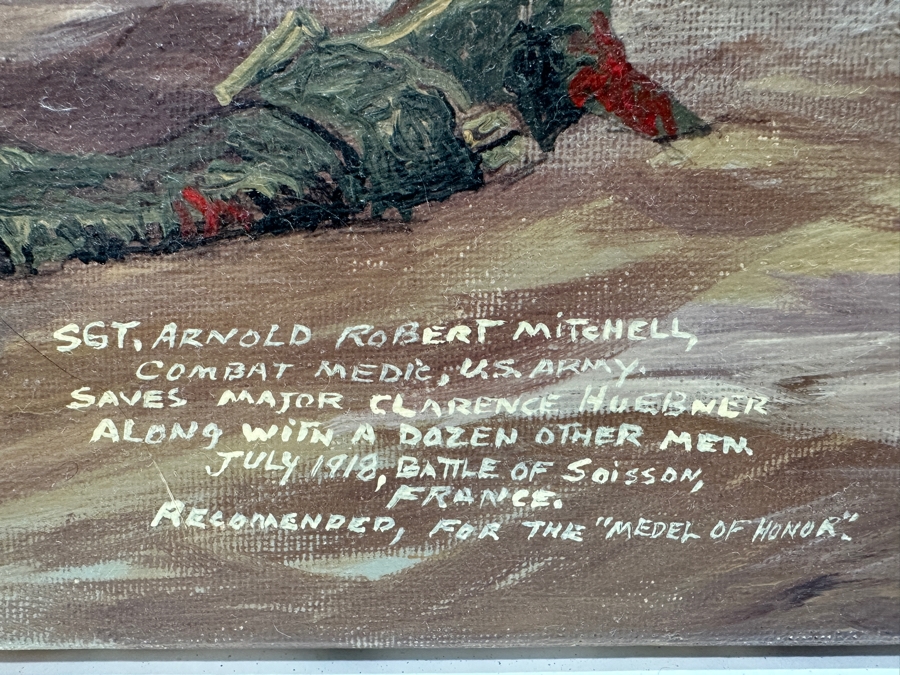 SGT. ARNOLD ROBERT MITCHELL,
COMBAT MEDIC, U.S. ARMY.
SAVES MAJOR CLARENCE HUEBNER
ALONG WITH A DOZEN OTHER MEN.
JULY 1918, BATTLE OF SOISSON,
FRANCE.
RECOMENDED, FOR THE "MEDEL OF HONOR".